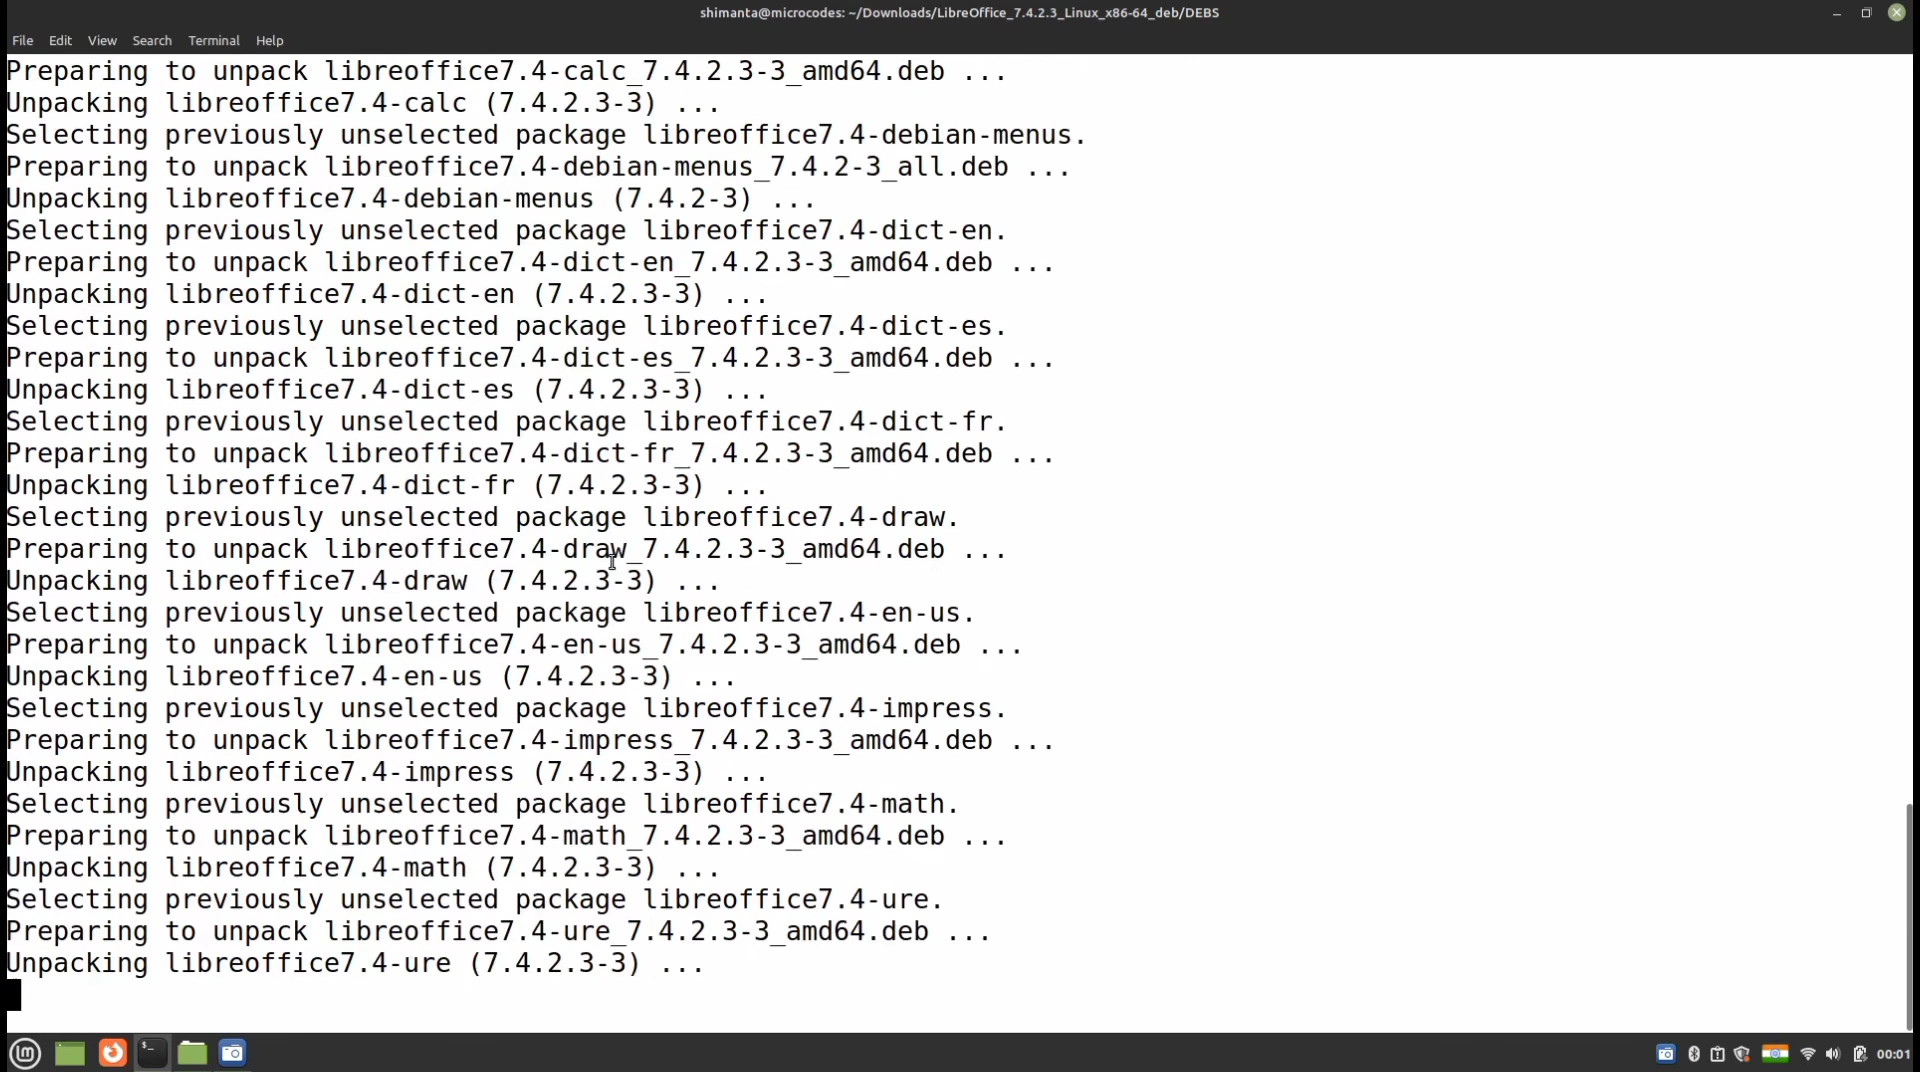 shimanta@microcodes: ~/Downloads/LibreOffice_7.4.2.3_Linux_x86-64_deb/DEBS
File Edit View Search Terminal Help
Preparing to unpack libreoffice7.4-calc_7.4.2.3-3_amd64.deb ...
Unpacking libreoffice7.4-calc (7.4.2.3-3) ...
Selecting previously unselected package libreoffice7.4-debian-menus.
Preparing to unpack libreoffice7.4-debian-menus_7.4.2-3_all.deb ...
Unpacking libreoffice7.4-debian-menus (7.4.2-3) ...
Selecting previously unselected package libreoffice7.4-dict-en.
Preparing to unpack libreoffice7.4-dict-en_7.4.2.3-3_amd64.deb ...
Unpacking libreoffice7.4-dict-en (7.4.2.3-3) ...
Selecting previously unselected package libreoffice7.4-dict-es.
Preparing to unpack libreoffice7.4-dict-es_7.4.2.3-3_amd64.deb ...
Unpacking libreoffice7.4-dict-es (7.4.2.3-3) ...
Selecting previously unselected package libreoffice7.4-dict-fr.
Preparing to unpack libreoffice7.4-dict-fr_7.4.2.3-3_amd64.deb ...
Unpacking libreoffice7.4-dict-fr (7.4.2.3-3) ...
Selecting previously unselected package libreoffice7.4-draw.
Preparing to unpack libreoffice7.4-draw_7.4.2.3-3_amd64.deb ...
Unpacking libreoffice7.4-draw (7.4.2.3-3) ...
Selecting previously unselected package libreoffice7.4-en-us.
Preparing to unpack libreoffice7.4-en-us_7.4.2.3-3_amd64.deb ...
Unpacking libreoffice7.4-en-us (7.4.2.3-3) ...
Selecting previously unselected package libreoffice7.4-impress.
Preparing to unpack libreoffice7.4-impress_7.4.2.3-3_amd64.deb ...
Unpacking libreoffice7.4-impress (7.4.2.3-3) ...
Selecting previously unselected package libreoffice7.4-math.
Preparing to unpack libreoffice7.4-math_7.4.2.3-3_amd64.deb ...
Unpacking libreoffice7.4-math (7.4.2.3-3) ...
Selecting previously unselected package libreoffice7.4-ure.
Preparing to unpack libreoffice7.4-ure_7.4.2.3-3_amd64.deb ...
Unpacking libreoffice7.4-ure (7.4.2.3-3) ...
00:01